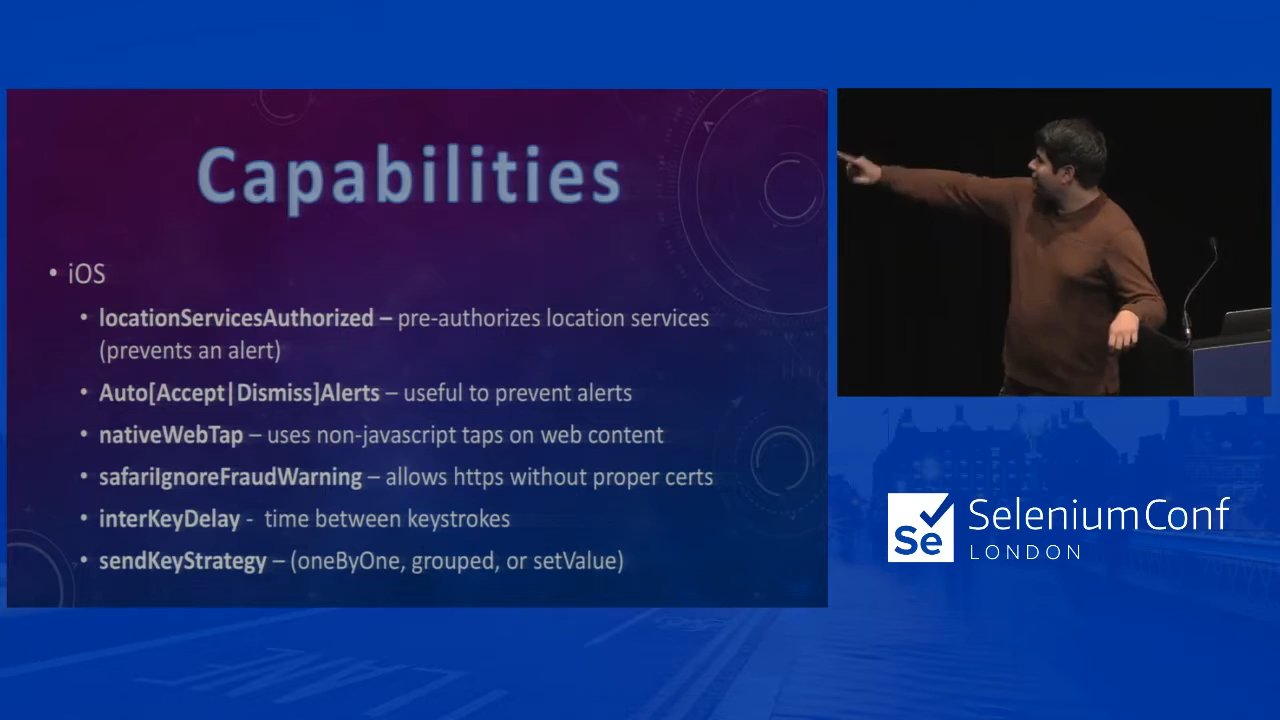 Capabilities
• iOS
• locationServicesAuthorized – pre-authorizes location services
(prevents an alert)
• Auto[Accept|Dismiss]Alerts – useful to prevent alerts
• nativeWebTap – uses non-javascript taps on web content
• safariIgnoreFraudWarning – allows https without proper certs
• interKeyDelay - time between keystrokes
• sendKeyStrategy – (oneByOne, grouped, or setValue)
Se SeleniumConf
LONDON
LANE